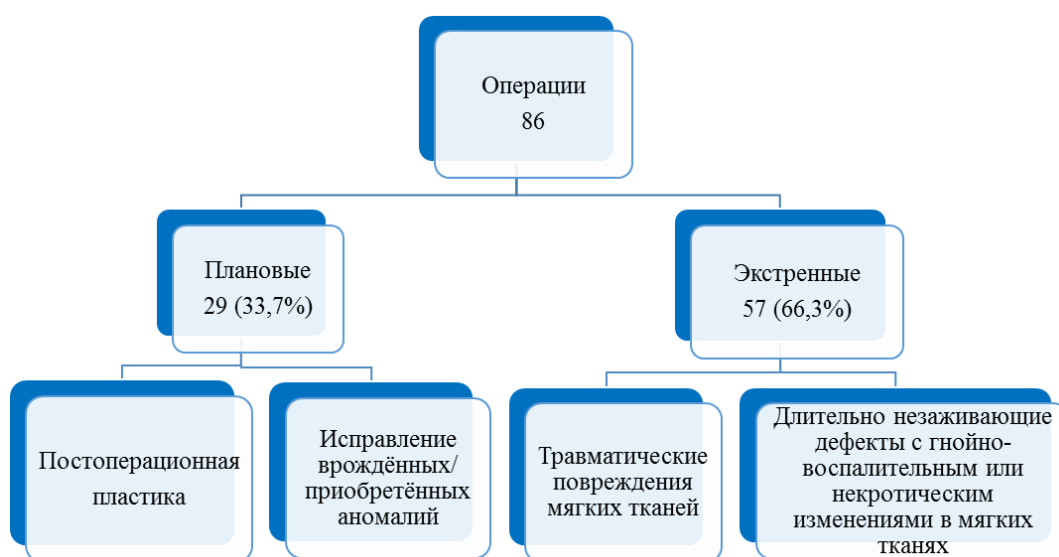 Операции
86
Плановые
29 (33,7%)
Экстренные
57 (66,3%)
Постоперационная
пластика
Исправление
врождённых/
приобретённых
аномалий
Травматические
повреждения
мягких тканей
Длительно незаживающие
дефекты с гнойно-
воспалительным или
некротическим
изменениями в мягких
тканях